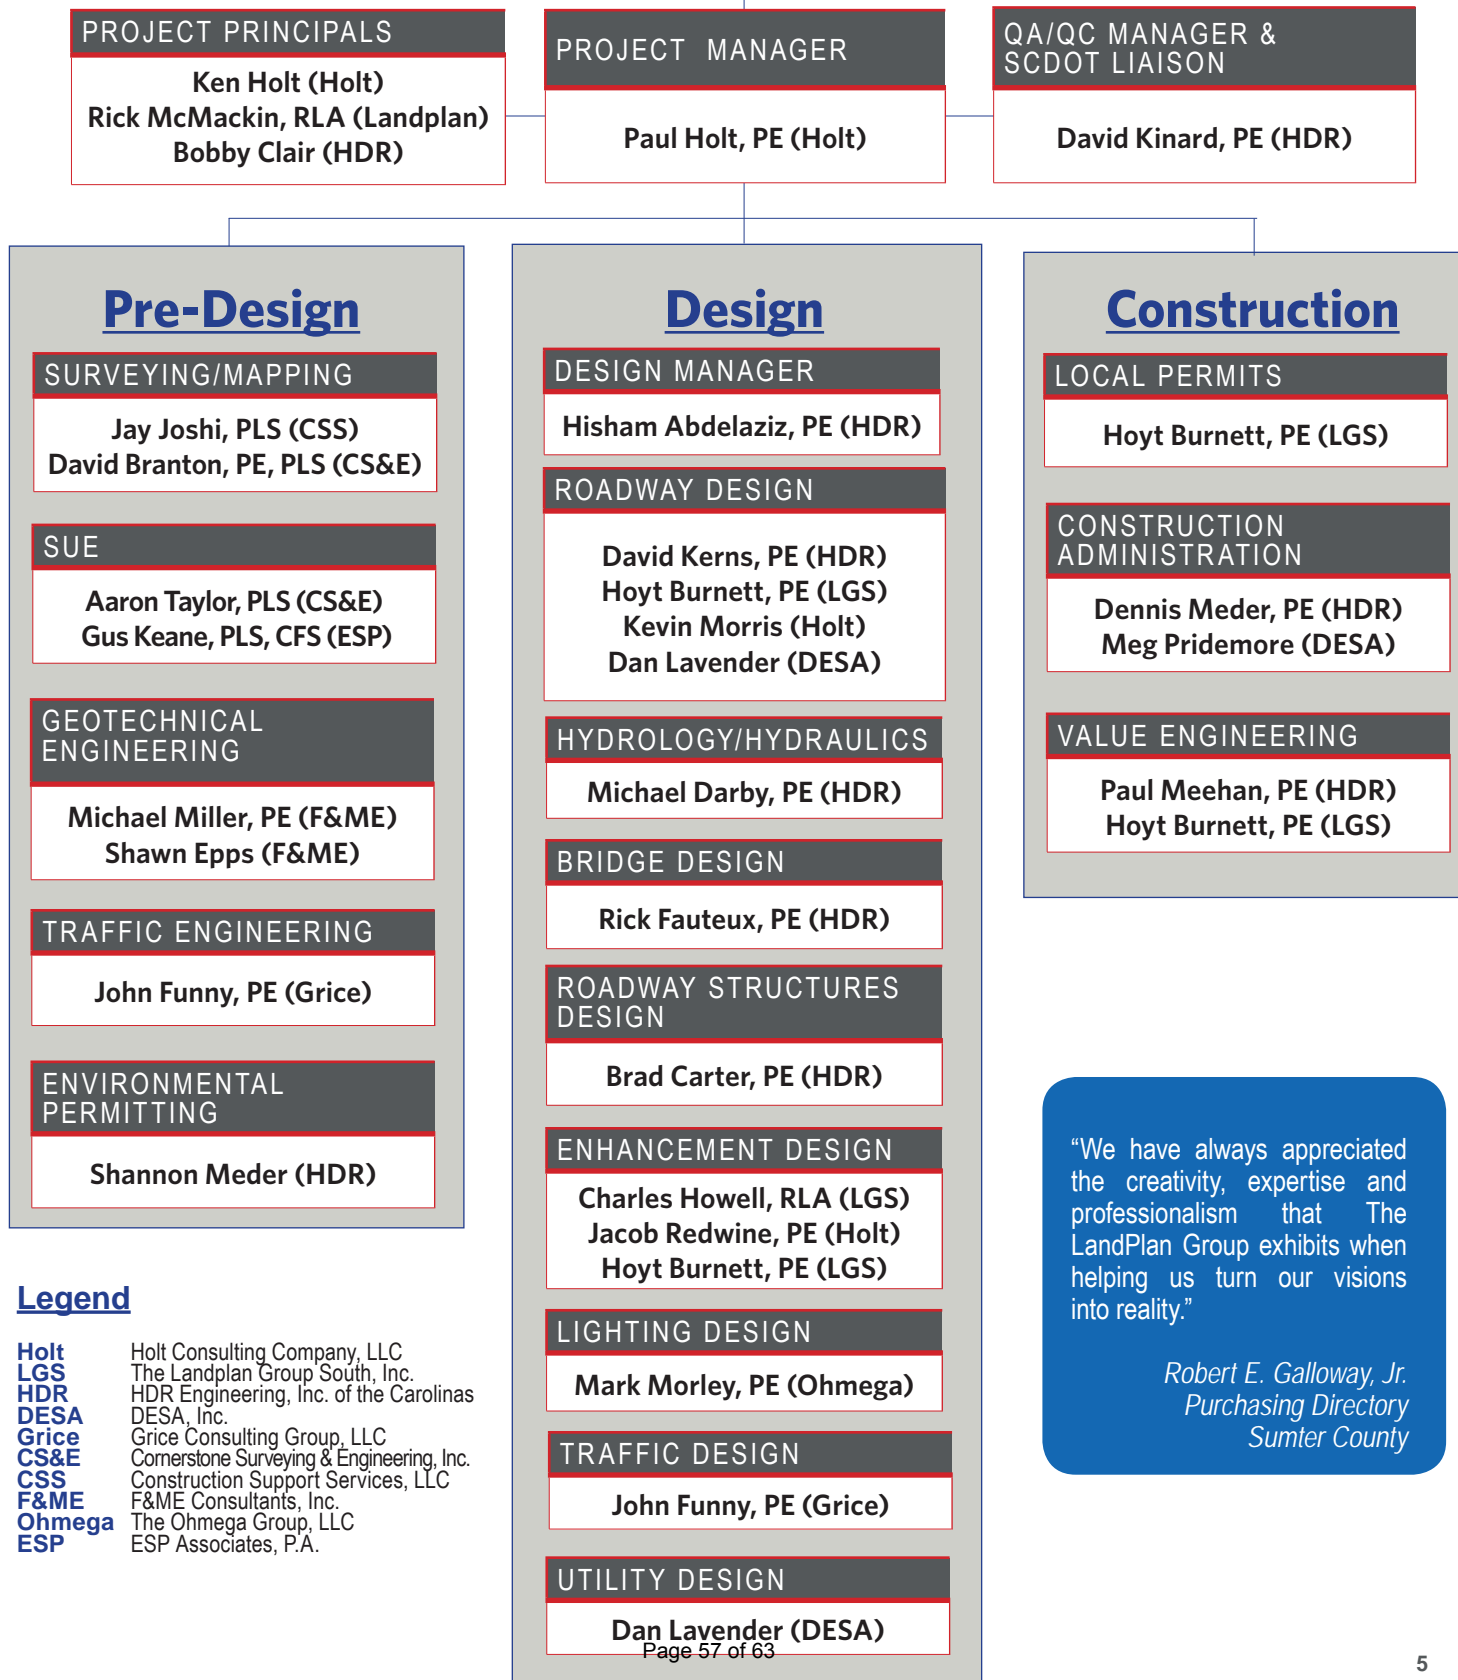 PROJECT PRINCIPALS
Ken Holt (Holt)
Rick McMackin, RLA (Landplan)
Bobby Clair (HDR)
PROJECT MANAGER
Paul Holt, PE (Holt)
QA/QC MANAGER &
SCDOT LIAISON
David Kinard, PE (HDR)
Pre-Design
SURVEYING/MAPPING
Jay Joshi, PLS (CSS)
David Branton, PE, PLS (CS&E)
SUE
Aaron Taylor, PLS (CS&E)
Gus Keane, PLS, CFS (ESP)
GEOTECHNICAL
ENGINEERING
Michael Miller, PE (F&ME)
Shawn Epps (F&ME)
TRAFFIC ENGINEERING
John Funny, PE (Grice)
ENVIRONMENTAL
PERMITTING
Shannon Meder (HDR)
Design
DESIGN MANAGER
Hisham Abdelaziz, PE (HDR)
ROADWAY DESIGN
David Kerns, PE (HDR)
Hoyt Burnett, PE (LGS)
Kevin Morris (Holt)
Dan Lavender (DESA)
HYDROLOGY/HYDRAULICS
Michael Darby, PE (HDR)
BRIDGE DESIGN
Rick Fauteux, PE (HDR)
ROADWAY STRUCTURES
DESIGN
Brad Carter, PE (HDR)
ENHANCEMENT DESIGN
Charles Howell, RLA (LGS)
Jacob Redwine, PE (Holt)
Hoyt Burnett, PE (LGS)
LIGHTING DESIGN
Mark Morley, PE (Ohmega)
TRAFFIC DESIGN
John Funny, PE (Grice)
UTILITY DESIGN
Dan Lavender (DESA)
Construction
LOCAL PERMITS
Hoyt Burnett, PE (LGS)
CONSTRUCTION
ADMINISTRATION
Dennis Meder, PE (HDR)
Meg Pridemore (DESA)
VALUE ENGINEERING
Paul Meehan, PE (HDR)
Hoyt Burnett, PE (LGS)
“We have always appreciated
the creativity, expertise and
professionalism that The
LandPlan Group exhibits when
helping us turn our visions
into reality.”
Robert E. Galloway, Jr.
Purchasing Directory
Sumter County
Legend
Holt Holt Consulting Company, LLC
LGS The Landplan Group South, Inc.
HDR HDR Engineering, Inc. of the Carolinas
DESA DESA, Inc.
Grice Grice Consulting Group, LLC
CS&E Cornerstone Surveying & Engineering, Inc.
CSS Construction Support Services, LLC
F&ME F&ME Consultants, Inc.
Ohmega The Ohmega Group, LLC
ESP ESP Associates, P.A.
Page 57 of 63
5